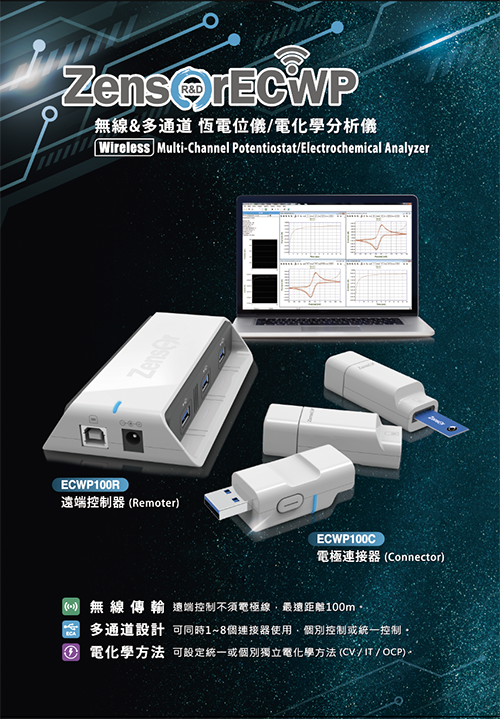 ZensorECWP
R&D
無線&多通道 恆電位儀/電化學分析儀
Wireless Multi-Channel Potentiostat/Electrochemical Analyzer
ZensOr
ECWP100R
遠端控制器 (Remoter)
ECWP100C
電極連接器 (Connector)
無線傳輸 遠端控制不須電極線，最遠距離100m。
多通道設計 可同時1~8個連接器使用，個別控制或統一控制。
ECA
電化學方法 可設定統一或個別獨立電化學方法 (CV / IT / OCP)。